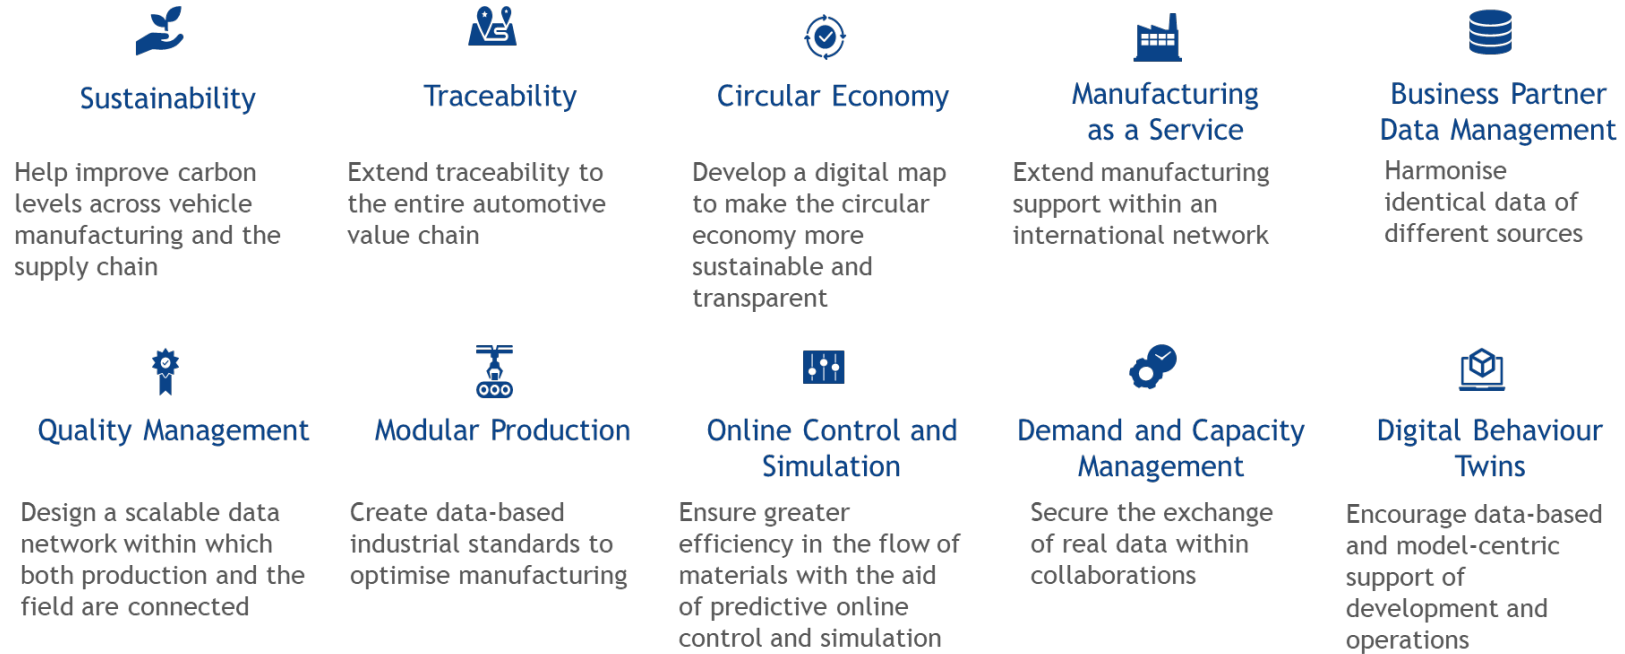 Sustainability
Help improve carbon
levels across vehicle
manufacturing and the
supply chain
Traceability
Extend traceability to
the entire automotive
value chain
Circular Economy
Develop a digital map
to make the circular
economy more
sustainable and
transparent
Manufacturing
as a Service
Extend manufacturing
support within an
international network
Business Partner
Data Management
Harmonise
identical data of
different sources
Quality Management
Design a scalable data
network within which
both production and the
field are connected
Modular Production
Create data-based
industrial standards to
optimise manufacturing
Online Control and
Simulation
Ensure greater
efficiency in the flow of
materials with the aid
of predictive online
control and simulation
Demand and Capacity
Management
Secure the exchange
of real data within
collaborations
Digital Behaviour
Twins
Encourage data-based
and model-centric
support of
development and
operations